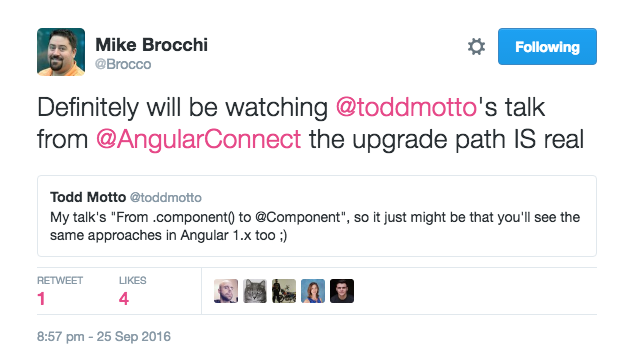 Mike Brocchi
@Brocco
Following
Definitely will be watching @toddmotto's talk
from @AngularConnect the upgrade path IS real
Todd Motto @toddmotto
My talk's "From .component() to @Component", so it just might be that you'll see the
same approaches in Angular 1.x too ;)
RETWEET LIKES
1 4
8:57 pm - 25 Sep 2016